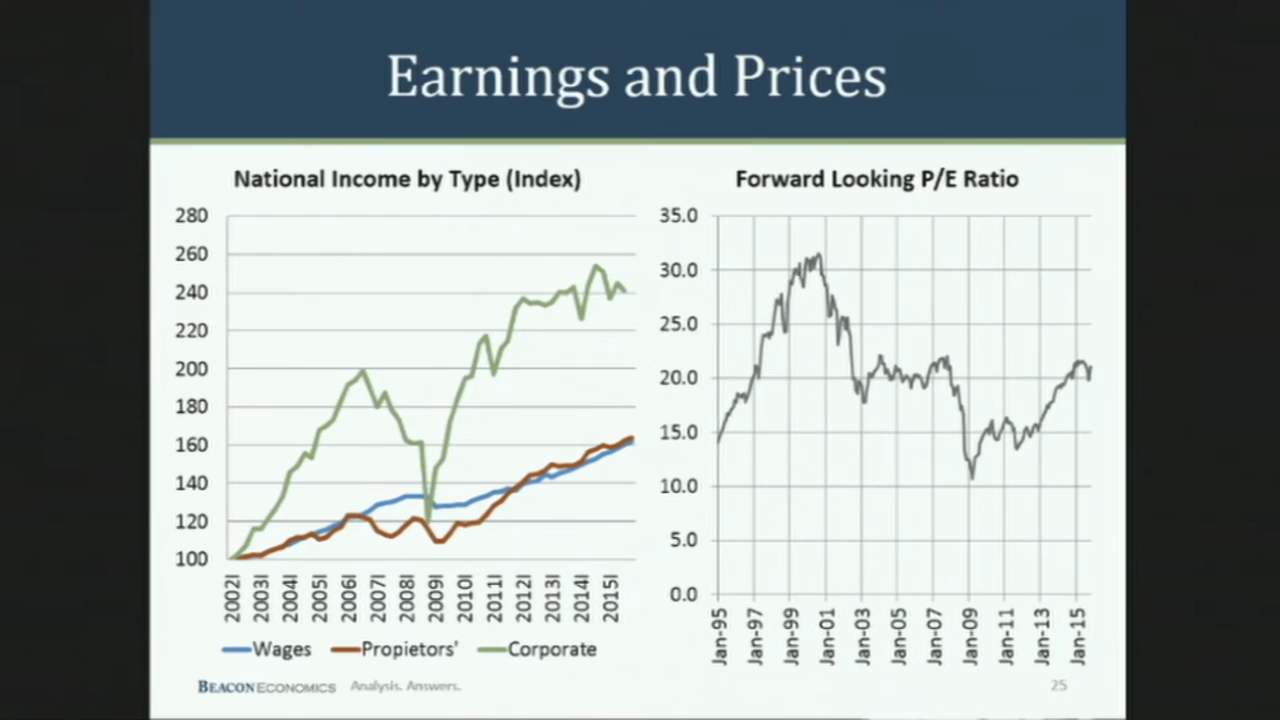 Earnings and Prices
National Income by Type (Index)
280
260
240
220
200
180
160
140
120
100
2002I
2003I
2004I
2005I
2006I
2007I
2008I
2009I
2010I
2011I
2012I
2013I
2014I
2015I
Wages Propietors' Corporate
Forward Looking P/E Ratio
35.0
30.0
25.0
20.0
15.0
10.0
5.0
0.0
Jan-95
Jan-97
Jan-99
Jan-01
Jan-03
Jan-05
Jan-07
Jan-09
Jan-11
Jan-13
Jan-15
BEACON ECONOMICS Analysis. Answers.
25